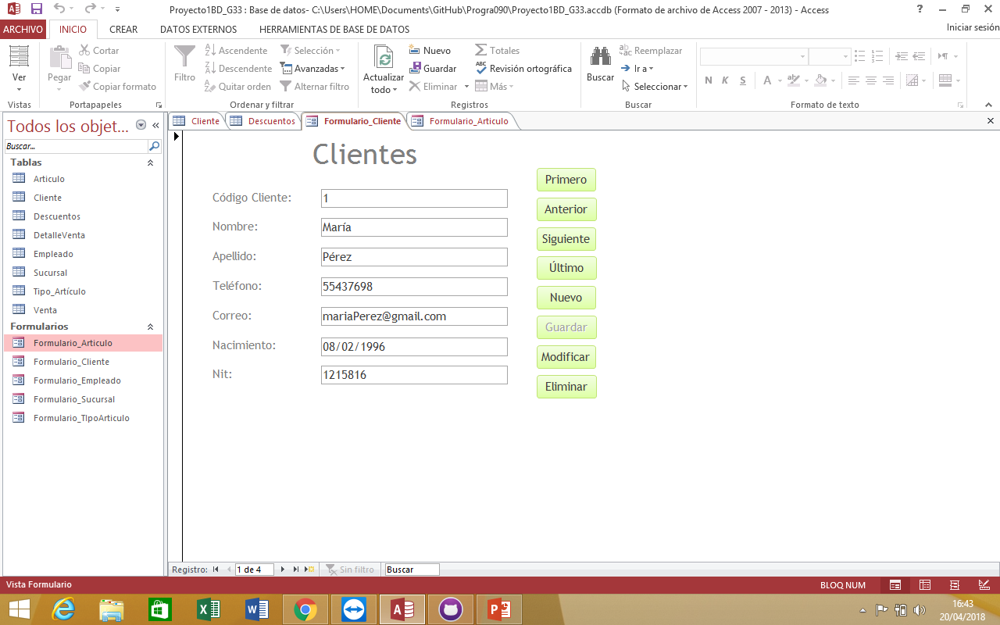 Proyecto1BD_G33 : Base de datos- C:\Users\HOME\Documents\GitHub\Progra090\Proyecto1BD_G33.accdb (Formato de archivo de Access 2007 - 2013) - Access
ARCHIVO INICIO CREAR DATOS EXTERNOS HERRAMIENTAS DE BASE DE DATOS Iniciar sesión
Ver
Vistas
Pegar
Cortar
Copiar
Copiar formato
Portapapeles
Filtro
Ascendente
Descendente
Quitar orden
Selección
Avanzadas
Alternar filtro
Ordenar y filtrar
Actualizar
todo
Nuevo
Guardar
Eliminar
Totales
Revisión ortográfica
Más
Registros
Buscar
Reemplazar
Ir a
Seleccionar
Buscar
N K S A
Formato de texto
Todos los objet...
Buscar...
Tablas
Articulo
Cliente
Descuentos
DetalleVenta
Empleado
Sucursal
Tipo_Artículo
Venta
Formularios
Formulario_Articulo
Formulario_Cliente
Formulario_Empleado
Formulario_Sucursal
Formulario_TIpoArticulo
Cliente Descuentos Formulario_Cliente Formulario_Articulo
Clientes
Código Cliente: 1
Nombre: María
Apellido: Pérez
Teléfono: 55437698
Correo: mariaPerez@gmail.com
Nacimiento: 08/02/1996
Nit: 1215816
Primero
Anterior
Siguiente
Último
Nuevo
Guardar
Modificar
Eliminar
Registro: 1 de 4 Sin filtro Buscar
Vista Formulario BLOQ NUM
16:43
20/04/2018